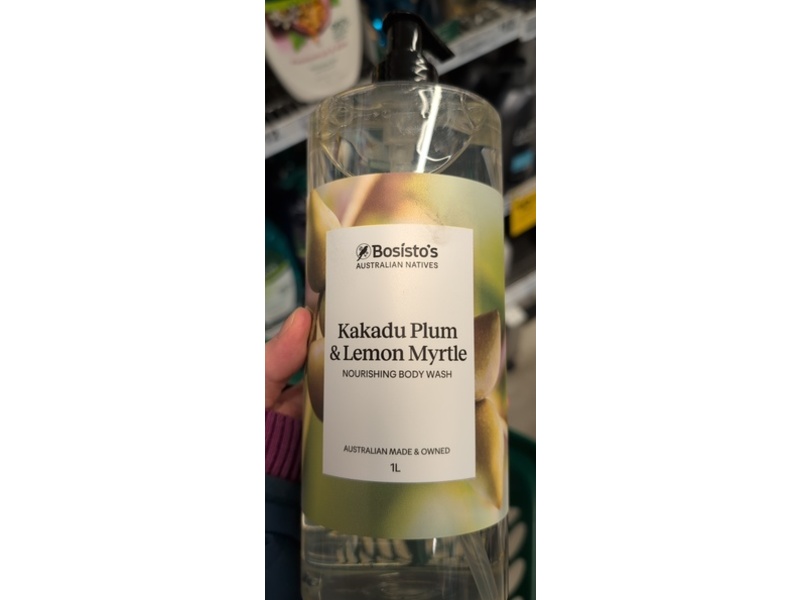 Bosisto's
AUSTRALIAN NATIVES
Kakadu Plum
& Lemon Myrtle
NOURISHING BODY WASH
AUSTRALIAN MADE & OWNED
1L